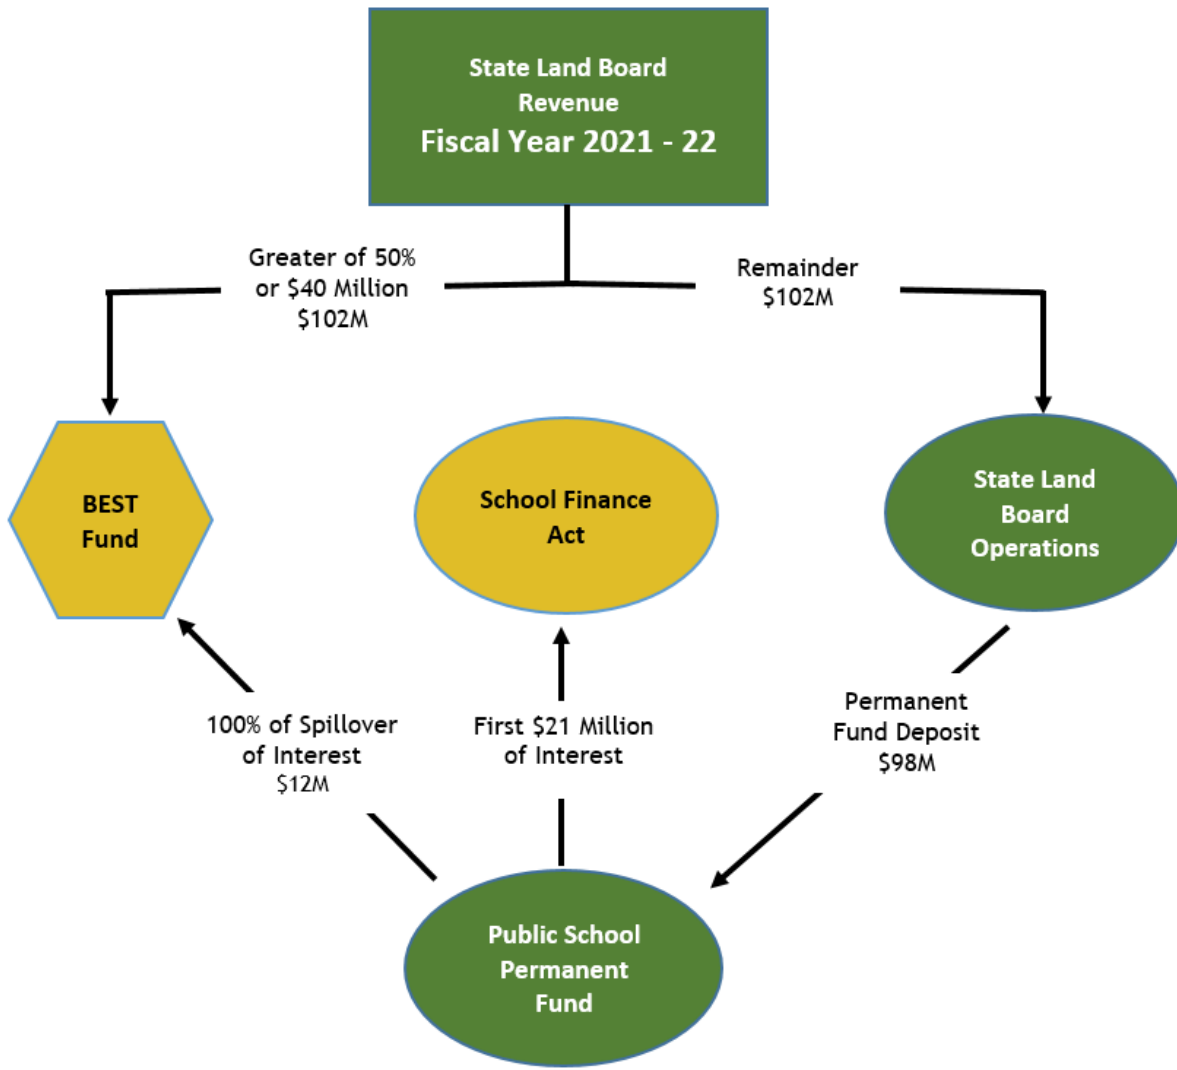 State Land Board
Revenue
Fiscal Year 2021 - 22
Greater of 50%
or $40 Million
$102M
Remainder
$102M
BEST
Fund
School Finance
Act
State Land
Board
Operations
100% of Spillover
of Interest
$12M
First $21 Million
of Interest
Permanent
Fund Deposit
$98M
Public School
Permanent
Fund